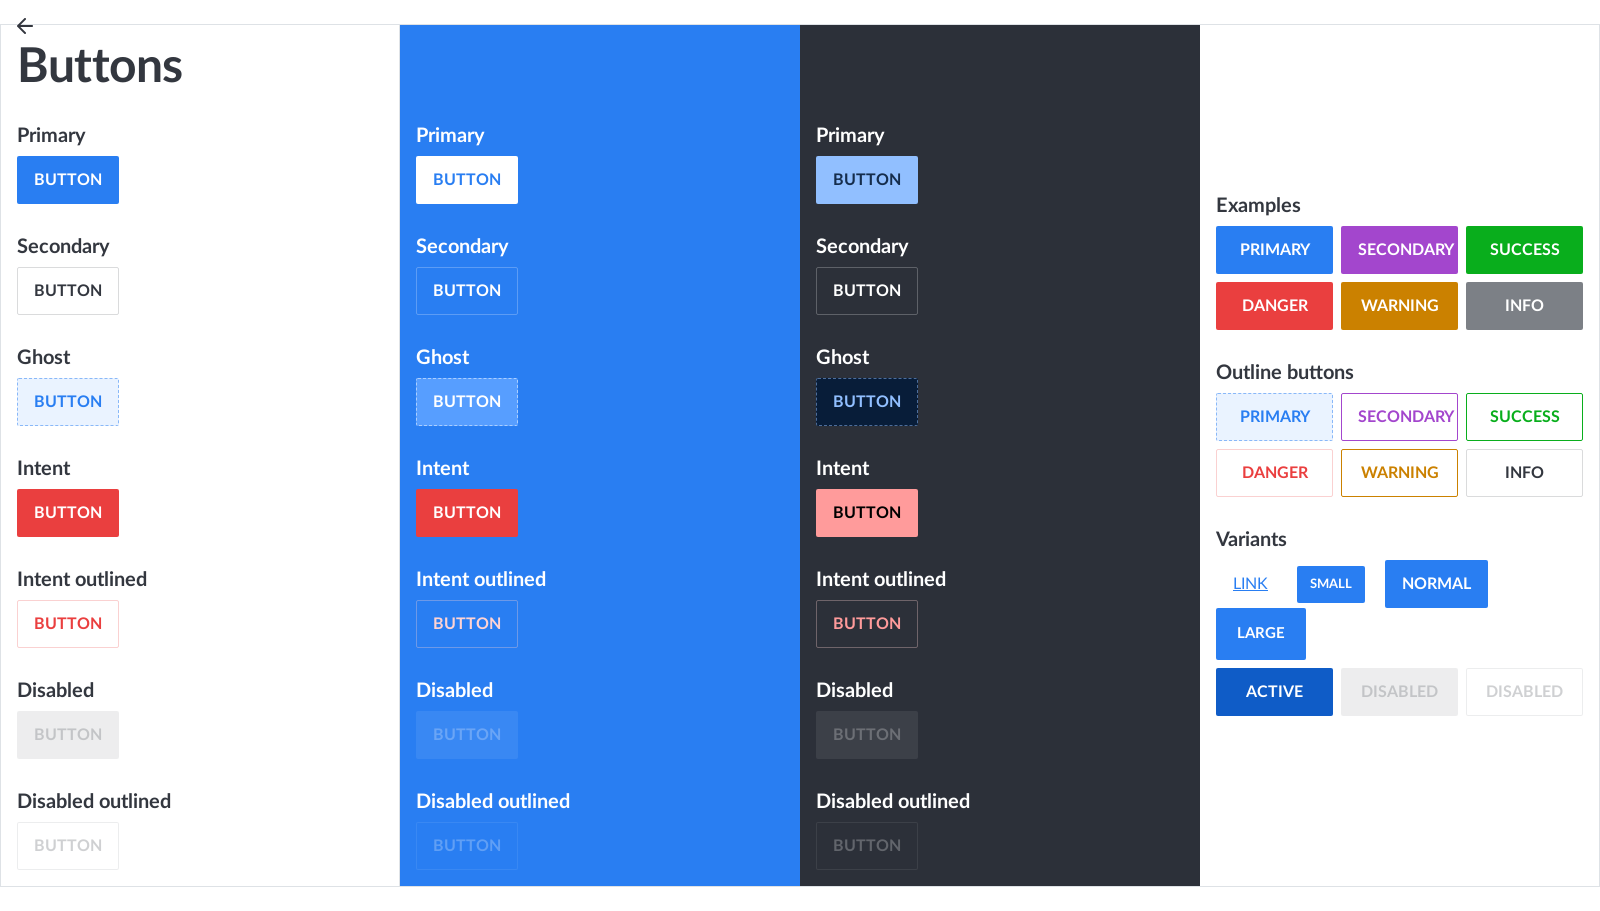 Buttons
Primary
BUTTON
Secondary
BUTTON
Ghost
BUTTON
Intent
BUTTON
Intent outlined
BUTTON
Disabled
BUTTON
Disabled outlined
BUTTON
Primary
BUTTON
Secondary
BUTTON
Ghost
BUTTON
Intent
BUTTON
Intent outlined
BUTTON
Disabled
BUTTON
Disabled outlined
BUTTON
Primary
BUTTON
Secondary
BUTTON
Ghost
BUTTON
Intent
BUTTON
Intent outlined
BUTTON
Disabled
BUTTON
Disabled outlined
BUTTON
Examples
PRIMARY SECONDARY SUCCESS
DANGER WARNING INFO
Outline buttons
PRIMARY SECONDARY SUCCESS
DANGER WARNING INFO
Variants
LINK SMALL NORMAL
LARGE
ACTIVE DISABLED DISABLED